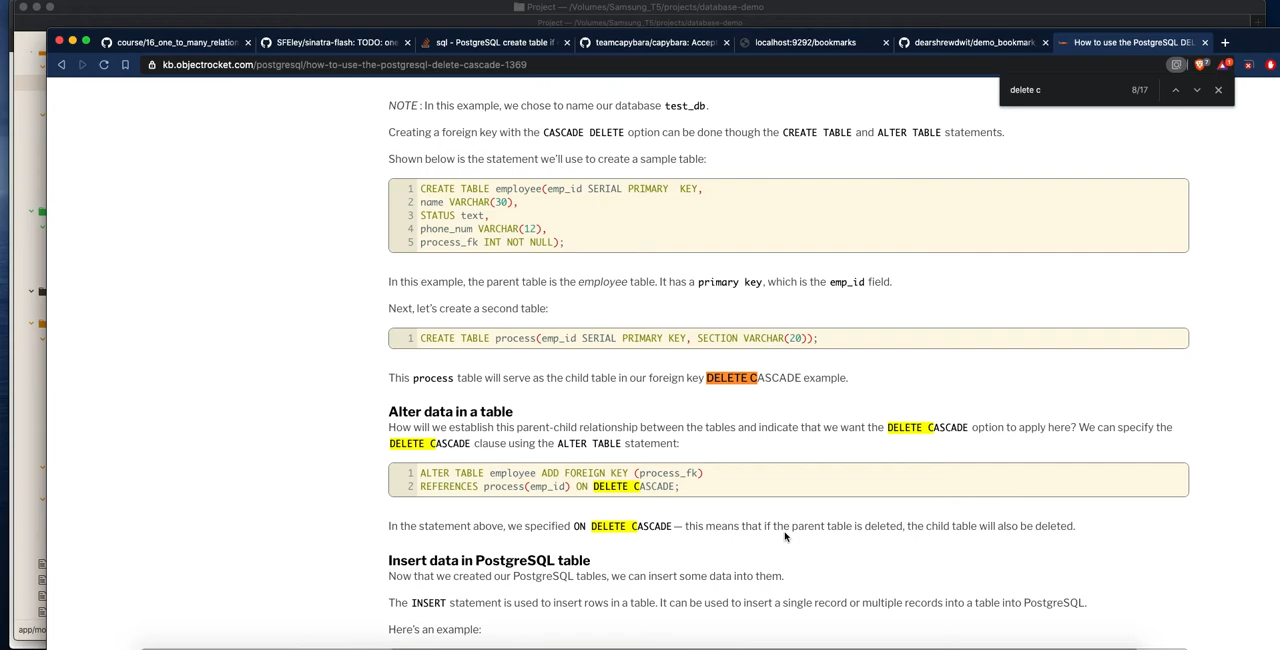 Project — /Volumes/Samsung_T5/projects/database-demo
Project — /Volumes/Samsung_T5/projects/database-demo
course/16_one_to_many_relation
SFEley/sinatra-flash: TODO: one
sql - PostgreSQL create table if
teamcapybara/capybara: Accept
localhost:9292/bookmarks
dearshrewdwit/demo_bookmark
How to use the PostgreSQL DEL
kb.objectrocket.com/postgresql/how-to-use-the-postgresql-delete-cascade-1369
delete c
8/17
NOTE : In this example, we chose to name our database test_db.
Creating a foreign key with the CASCADE DELETE option can be done though the CREATE TABLE and ALTER TABLE statements.
Shown below is the statement we'll use to create a sample table:
1 CREATE TABLE employee(emp_id SERIAL PRIMARY KEY,
2 name VARCHAR(30),
3 STATUS text,
4 phone_num VARCHAR(12),
5 process_fk INT NOT NULL);
In this example, the parent table is the employee table. It has a primary key, which is the emp_id field.
Next, let's create a second table:
1 CREATE TABLE process(emp_id SERIAL PRIMARY KEY, SECTION VARCHAR(20));
This process table will serve as the child table in our foreign key DELETE CASCADE example.
Alter data in a table
How will we establish this parent-child relationship between the tables and indicate that we want the DELETE CASCADE option to apply here? We can specify the
DELETE CASCADE clause using the ALTER TABLE statement:
1 ALTER TABLE employee ADD FOREIGN KEY (process_fk)
2 REFERENCES process(emp_id) ON DELETE CASCADE;
In the statement above, we specified ON DELETE CASCADE — this means that if the parent table is deleted, the child table will also be deleted.
Insert data in PostgreSQL table
Now that we created our PostgreSQL tables, we can insert some data into them.
The INSERT statement is used to insert rows in a table. It can be used to insert a single record or multiple records into a table into PostgreSQL.
Here's an example:
app/mo